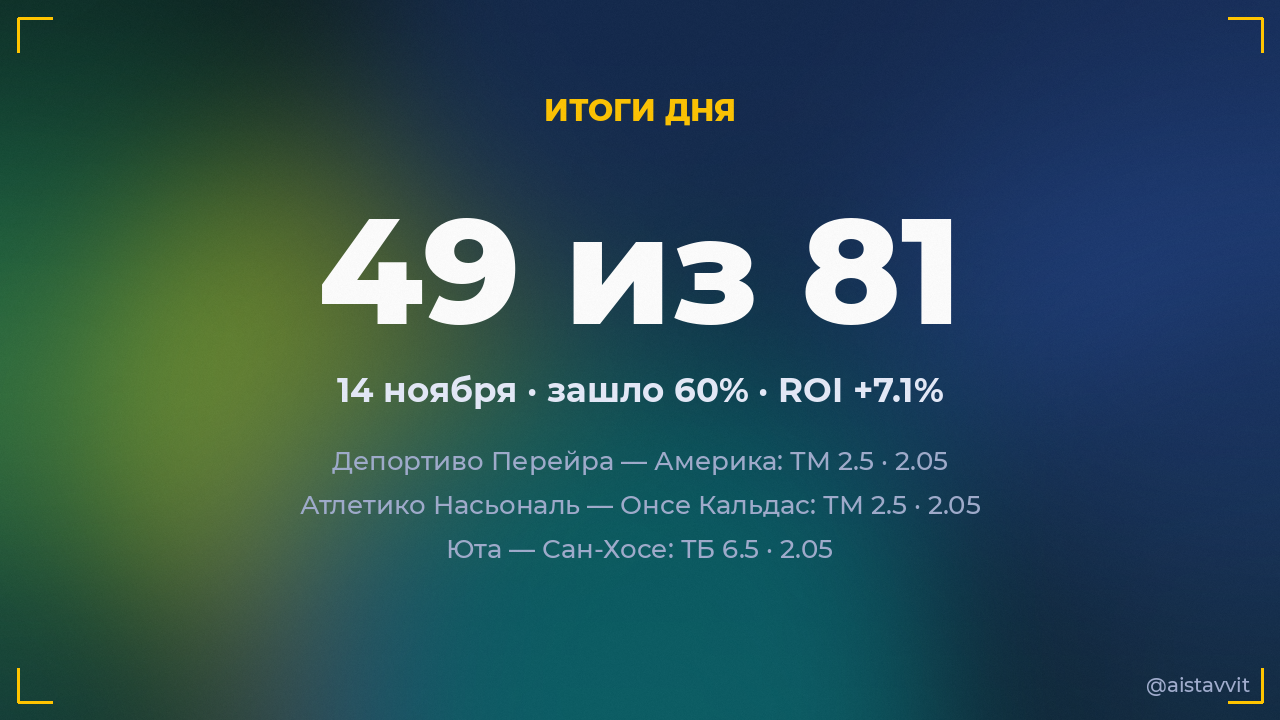 ИТОГИ ДНЯ
49 из 81
14 ноября · зашло 60% · ROI +7.1%
Депортиво Перейра — Америка: ТМ 2.5 · 2.05
Атлетико Насьональ — Онсе Кальдас: ТМ 2.5 · 2.05
Юта — Сан-Хосе: ТБ 6.5 · 2.05
@aistavvit